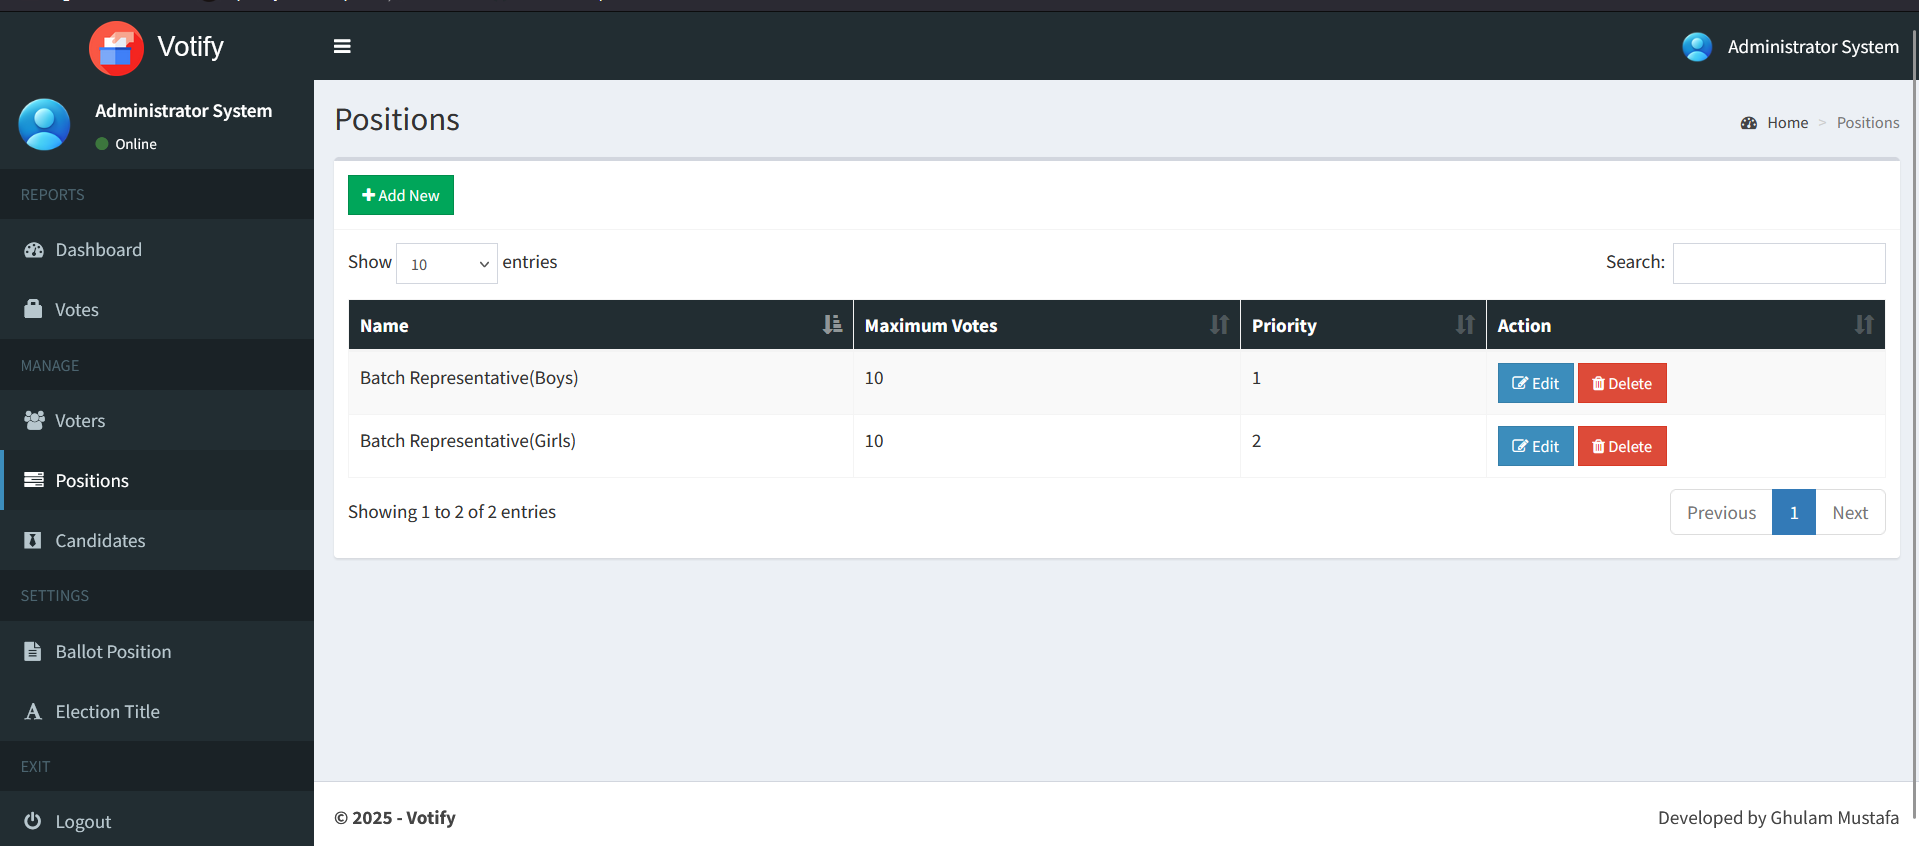 Votify
Administrator System
Administrator System
Online
REPORTS
Dashboard
Votes
MANAGE
Voters
Positions
Candidates
SETTINGS
Ballot Position
Election Title
EXIT
Logout
Positions
Home > Positions
Add New
Show 10 entries
Search:
Name Maximum Votes Priority Action
Batch Representative(Boys) 10 1 Edit Delete
Batch Representative(Girls) 10 2 Edit Delete
Showing 1 to 2 of 2 entries
Previous 1 Next
© 2025 - Votify
Developed by Ghulam Mustafa